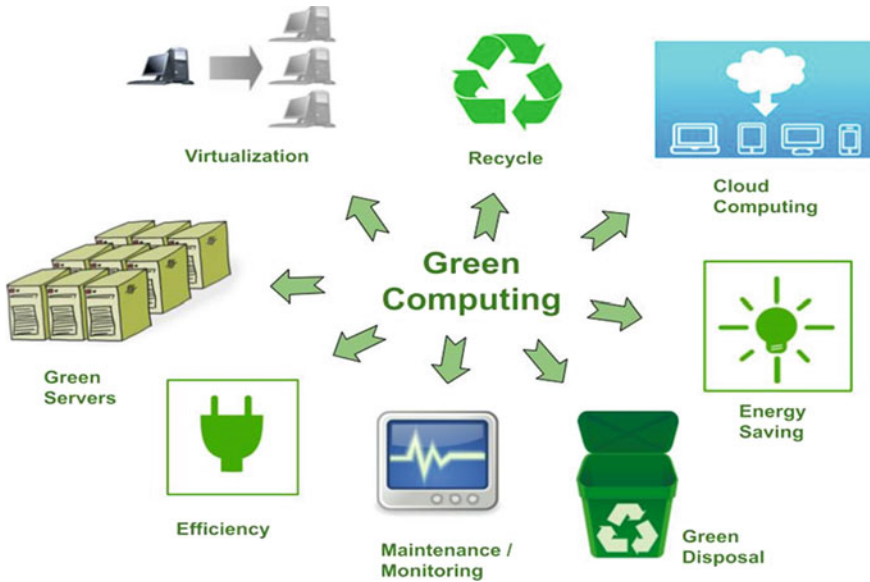 Virtualization
Recycle
Cloud
Computing
Green
Computing
Green
Servers
Energy
Saving
Efficiency
Maintenance /
Monitoring
Green
Disposal